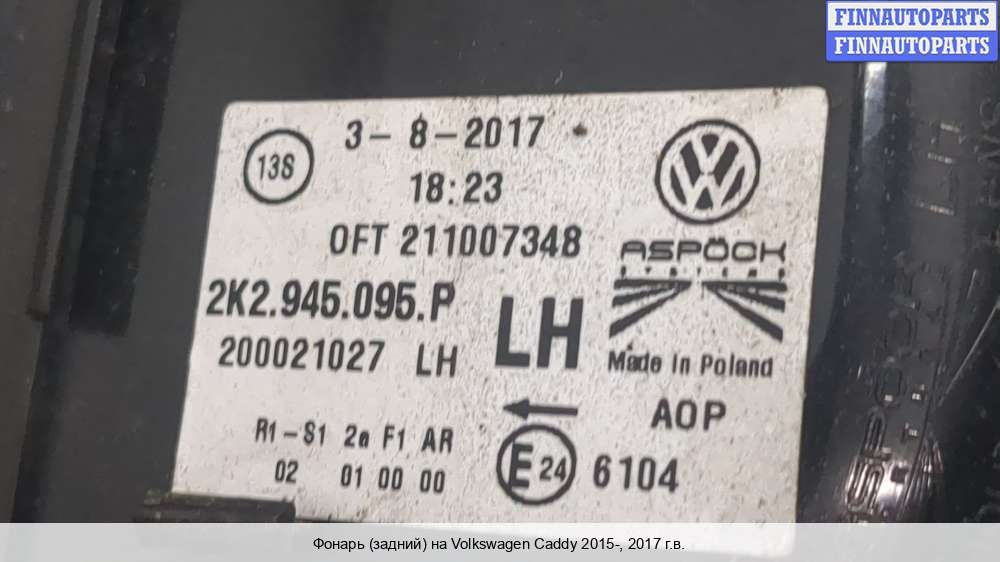 FINNAUTOPARTS
FINNAUTOPARTS
13S
3-8-2017
18:23
OFT 211007348
ASPÖCK
SYSTEMS
2K2.945.095.P
LH
200021027 LH
Made In Poland
AOP
R1-S1 2a F1 AR
02 01 00 00
E 24 6104
Фонарь (задний) на Volkswagen Caddy 2015-, 2017 г.в.